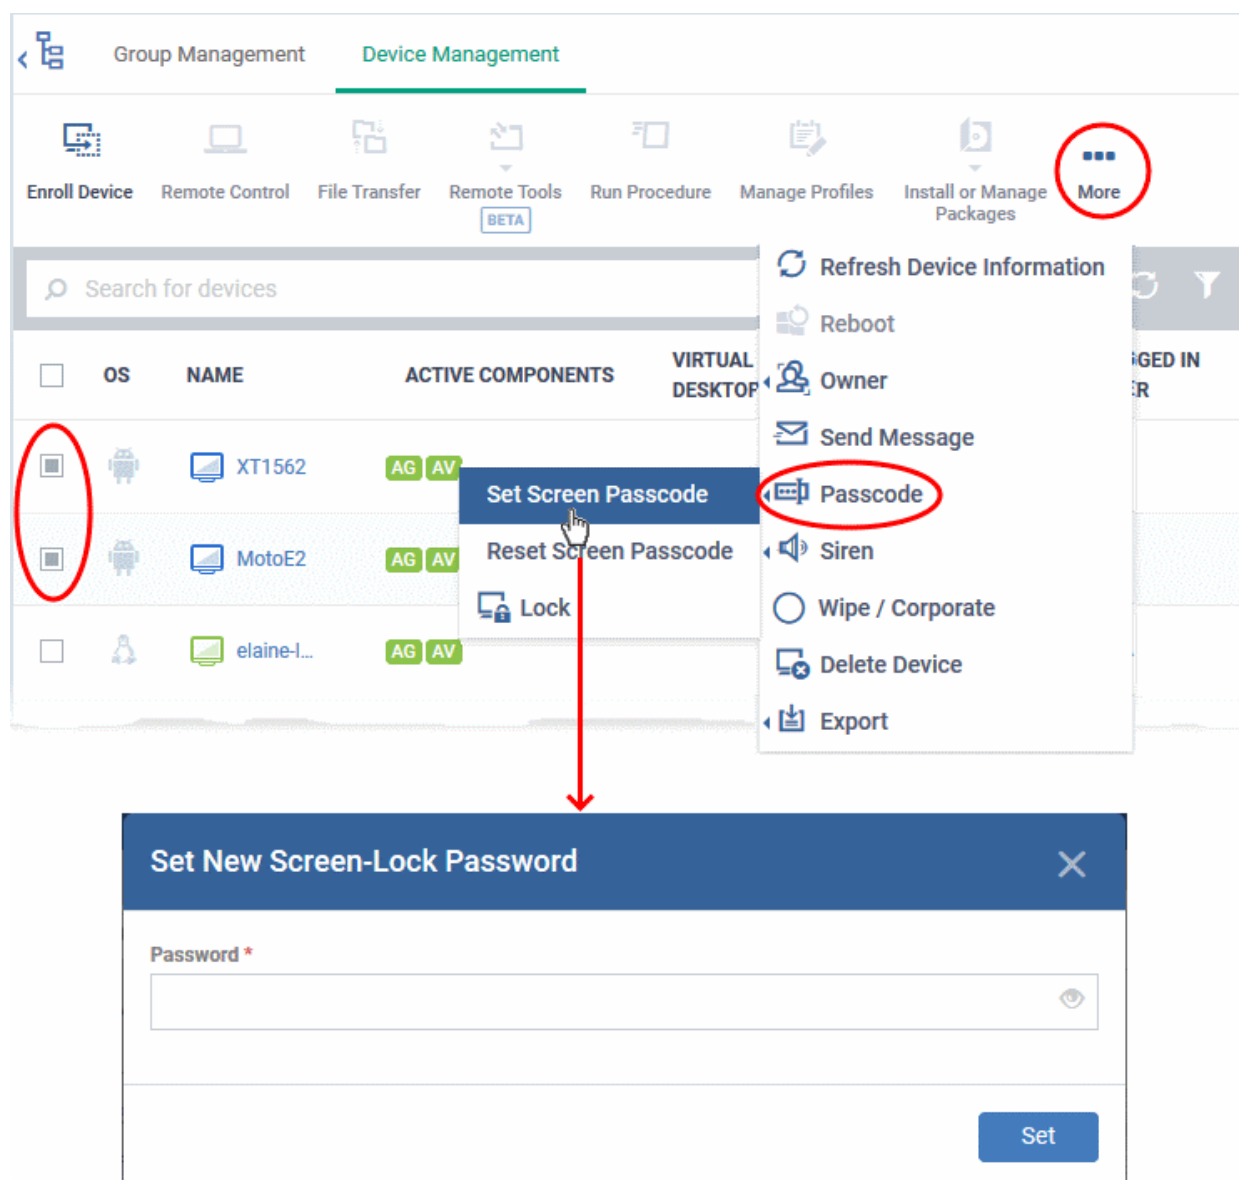 Group Management
Device Management
Enroll Device
Remote Control
File Transfer
Remote Tools
BETA
Run Procedure
Manage Profiles
Install or Manage
Packages
More
Search for devices
Refresh Device Information
Reboot
Owner
Send Message
Passcode
Siren
Wipe / Corporate
Delete Device
Export
OS
NAME
ACTIVE COMPONENTS
VIRTUAL
DESKTOP
GED IN
XT1562
AG AV
Set Screen Passcode
Reset Screen Passcode
Lock
MotoE2
AG AV
elaine-l...
AG AV
Set New Screen-Lock Password
Password *
Set